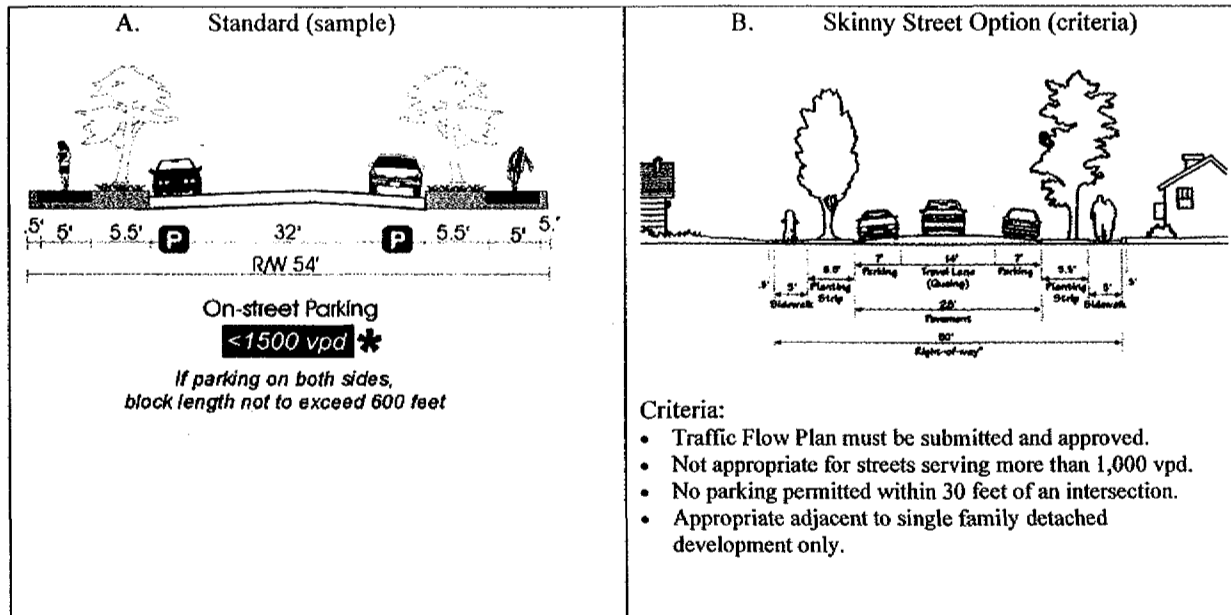 A. Standard (sample)
.5' 5' 5.5' P 32' P 5.5' 5' 5.'
R/W 54'
On-street Parking
<1500 vpd *
If parking on both sides,
block length not to exceed 600 feet
B. Skinny Street Option (criteria)
7' 14' 7'
Parking Travel Lane Parking
(Queing)
.5' 5' 5.5' 5.5' 5' .5'
Sidewalk Planting Planting Sidewalk
Strip Strip
28'
Pavement
50'
Right-of-way"
Criteria:
• Traffic Flow Plan must be submitted and approved.
• Not appropriate for streets serving more than 1,000 vpd.
• No parking permitted within 30 feet of an intersection.
• Appropriate adjacent to single family detached
development only.